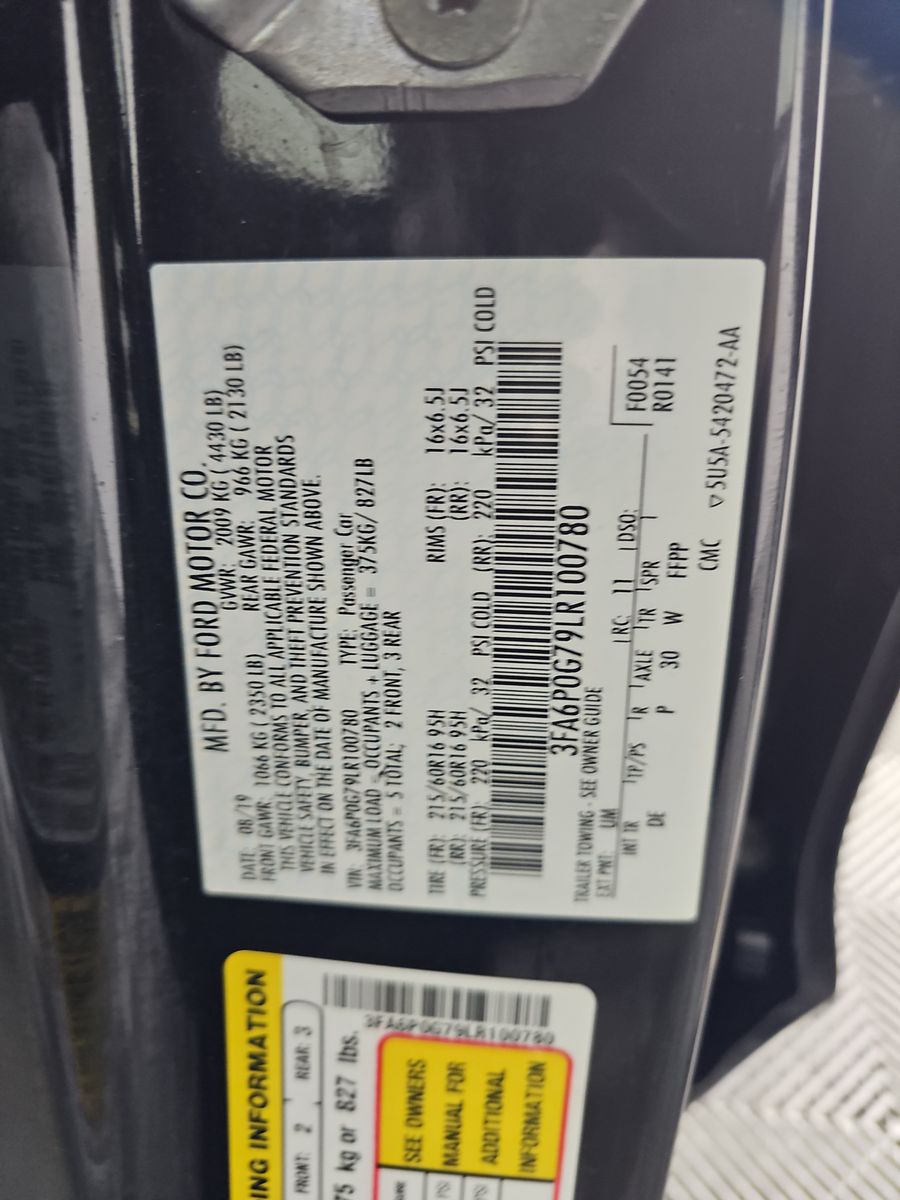 MFD. BY FORD MOTOR CO.
DATE: 08/19 GVWR: 2009 KG ( 4430 LB)
FRONT GAWR: 1066 KG ( 2350 LB) REAR GAWR: 966 KG ( 2130 LB)
THIS VEHICLE CONFORMS TO ALL APPLICABLE FEDERAL MOTOR
VEHICLE SAFETY, BUMPER AND THEFT PREVENTION STANDARDS
IN EFFECT ON THE DATE OF MANUFACTURE SHOWN ABOVE.
VIN: 3FA6P0G79LR100780 TYPE: Passenger Car
MAXIMUM LOAD = OCCUPANTS + LUGGAGE = 375KG/ 827LB
OCCUPANTS = 5 TOTAL; 2 FRONT, 3 REAR
TIRE (FR): 215/60R16 95H RIMS (FR): 16x6.5J
(RR): 215/60R16 95H (RR): 16x6.5J
PRESSURE (FR): 220 kPa/ 32 PSI COLD (RR): 220 kPa/ 32 PSI COLD
3FA6P0G79LR100780
TRAILER TOWING - SEE OWNER GUIDE F0054
R0141
EXT PNT: UM RC: 11 DSO:
INT TR TP/PS R AXLE TR SPR
DE P 30 W FFPP
CMC
▽5U5A-5420472-AA
NG INFORMATION
FRONT: 2 REAR: 3
75 kg or 827 lbs.
3FA6P0G79LR100780
SEE OWNERS
MANUAL FOR
ADDITIONAL
INFORMATION
PSI
PSI